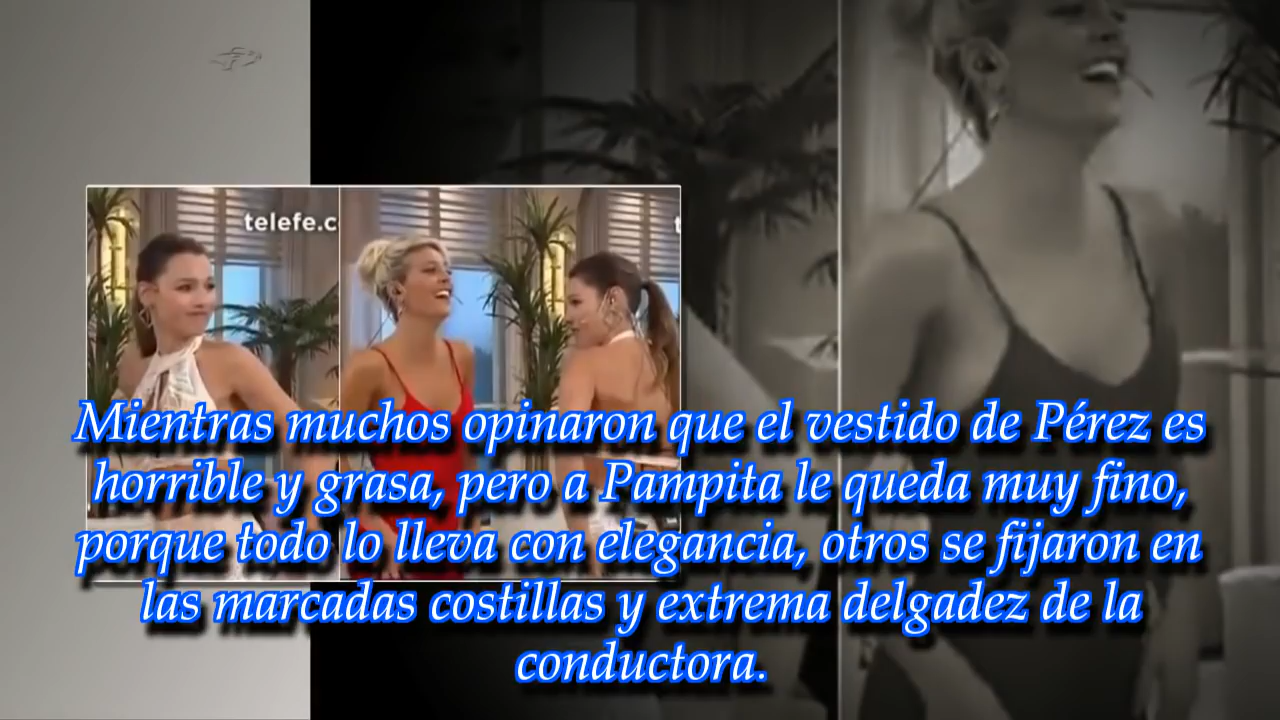 telefe.c
Mientras muchos opinaron que el vestido de Pérez es
horrible y grasa, pero a Pampita le queda muy fino,
porque todo lo lleva con elegancia, otros se fijaron en
las marcadas costillas y extrema delgadez de la
conductora.